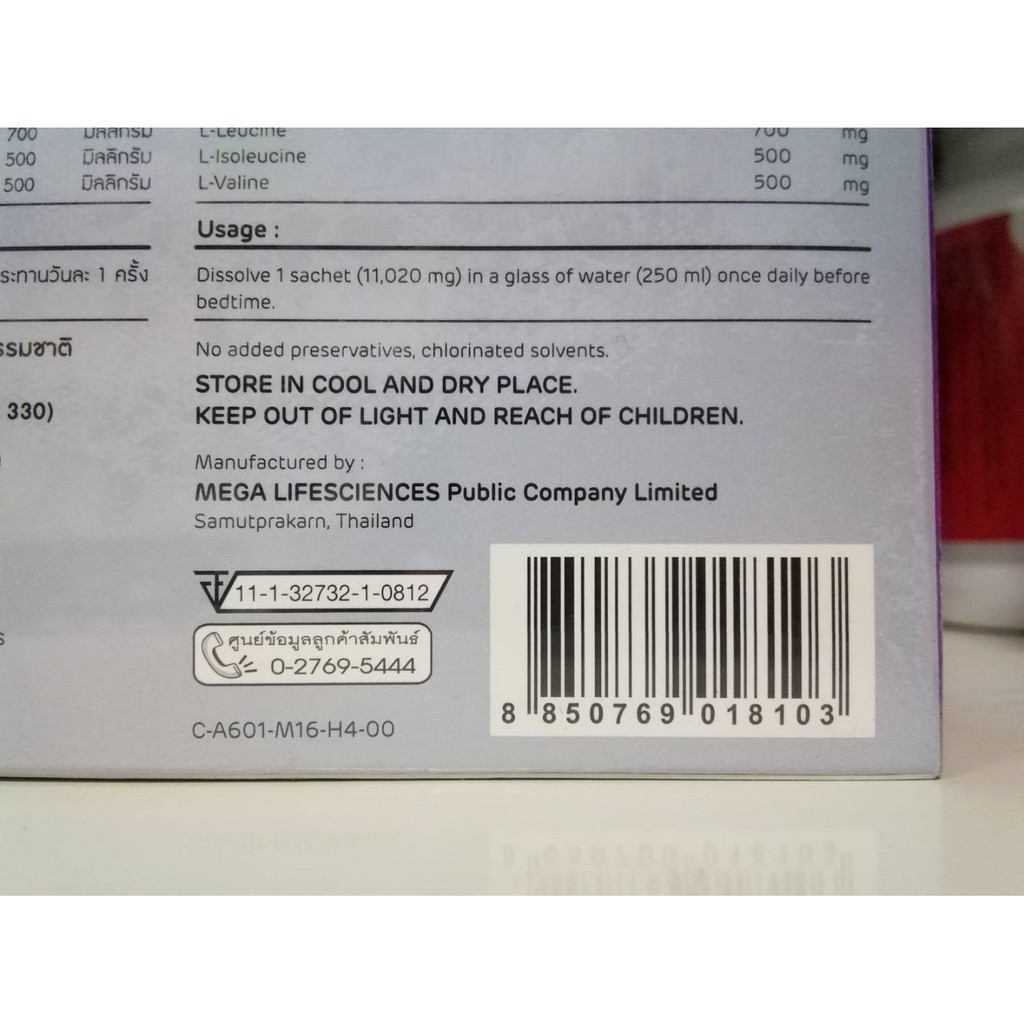 700 มิลลิกรัม
500 มิลลิกรัม
500 มิลลิกรัม
ระทานวันละ 1 ครั้ง
รรมชาติ
330)
L-Leucine 700 mg
L-Isoleucine 500 mg
L-Valine 500 mg
Usage :
Dissolve 1 sachet (11,020 mg) in a glass of water (250 ml) once daily before
bedtime.
No added preservatives, chlorinated solvents.
STORE IN COOL AND DRY PLACE.
KEEP OUT OF LIGHT AND REACH OF CHILDREN.
Manufactured by :
MEGA LIFESCIENCES Public Company Limited
Samutprakarn, Thailand
11-1-32732-1-0812
ศูนย์ข้อมูลลูกค้าสัมพันธ์
0-2769-5444
C-A601-M16-H4-00
8 850769 018103